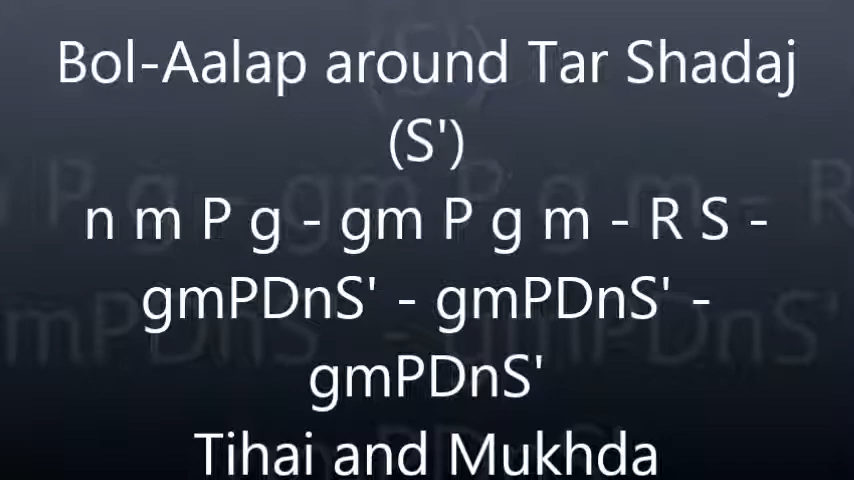 Bol-Aalap around Tar Shadaj
(S')
n m P g - gm P g m - R S -
gmPDnS' - gmPDnS' -
gmPDnS'
Tihai and Mukhda